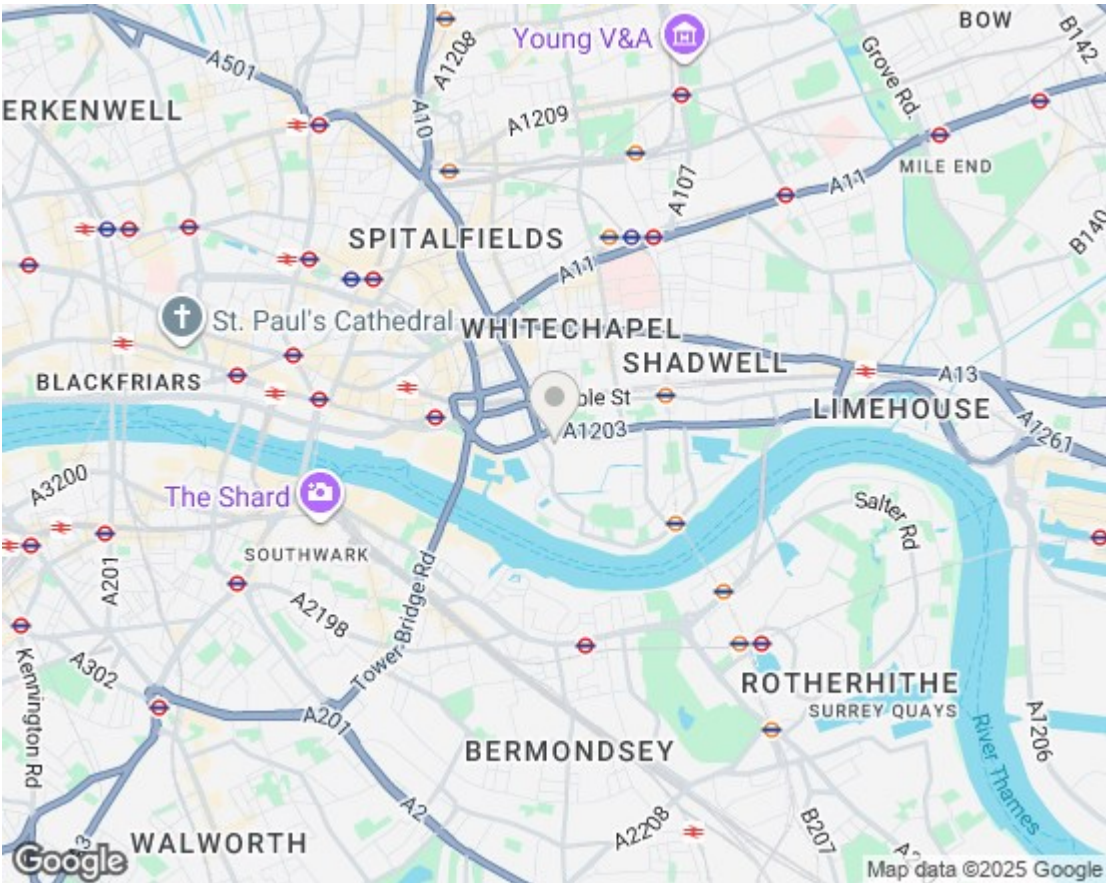 BOW
B142
A1208
Young V&A
A501
Grove Rd.
ERKENWELL
A10
A1209
MILE END
A107
A11
B140
SPITALFIELDS
A11
St. Paul's Cathedral
WHITECHAPEL
SHADWELL
BLACKFRIARS
A13
ble St
LIMEHOUSE
A1203
A1261
A3200
The Shard
Salter Rd
SOUTHWARK
A201
A2198
Tower Bridge Rd
A302
Kennington Rd
ROTHERHITHE
SURREY QUAYS
A201
A1206
BERMONDSEY
River Thames
A2
A2208
B207
WALWORTH
A3
Google
Map data ©2025 Google